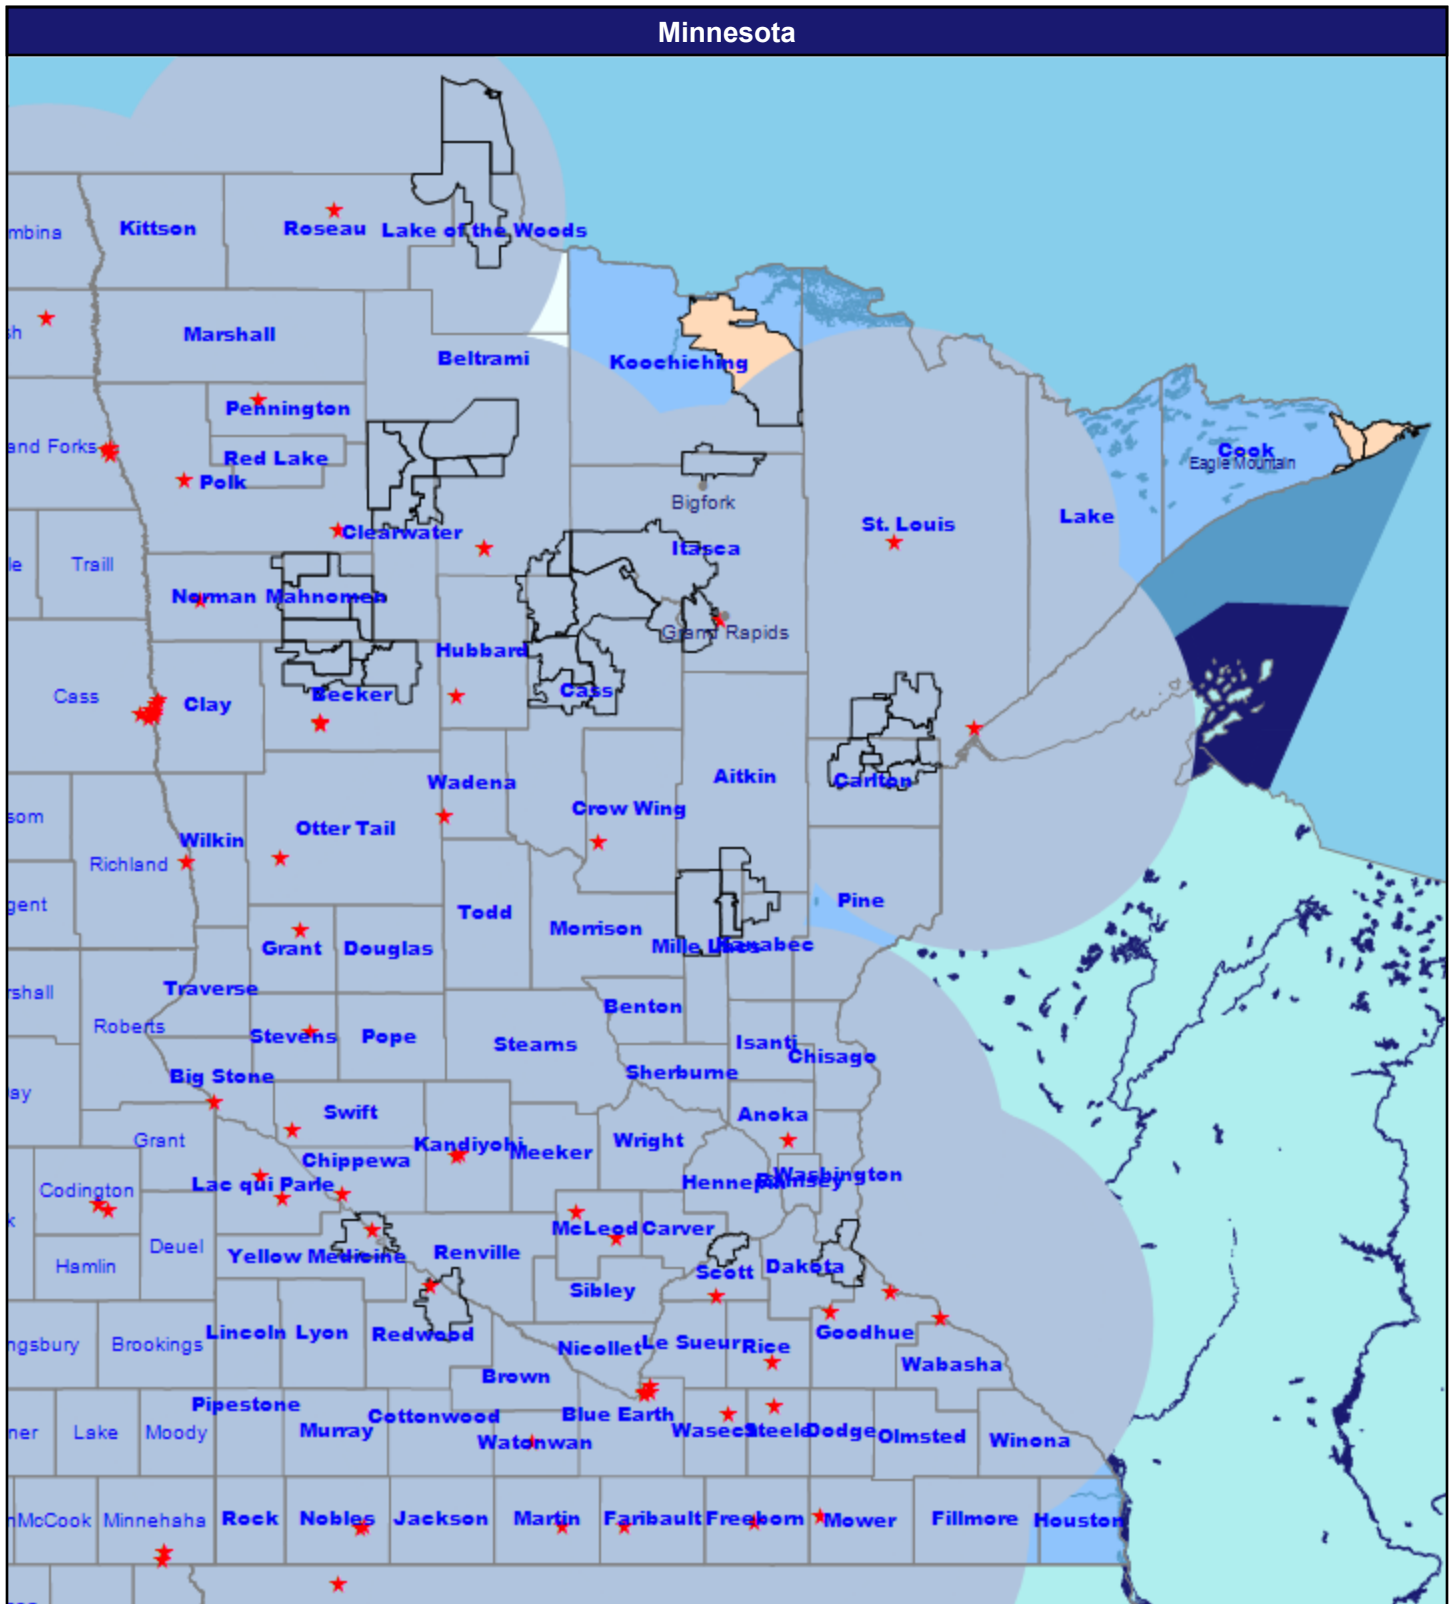 Minnesota
mbina
Kittson
Roseau
Lake of the Woods
sh
Marshall
Beltrami
Koochiching
Pennington
and Forks
Red Lake
Polk
Cook
Eagle Mountain
Bigfork
Clearwater
Itasca
St. Louis
Lake
le
Traill
Norman
Mahnomen
Grand Rapids
Hubbard
Cass
Clay
Becker
Cass
Wadena
Aitkin
Carlton
som
Otter Tail
Crow Wing
Wilkin
Richland
gent
Todd
Pine
Morrison
Grant
Douglas
Mille Lacs
Kanabec
rshall
Traverse
Roberts
Benton
Stevens
Pope
Stearns
Isanti
Chisago
Big Stone
Sherburne
ay
Swift
Anoka
Grant
Kandiyohi
Meeker
Wright
Chippewa
Codington
Lac qui Parle
Hennepin
Ramsey
Washington
k
McLeod
Carver
Deuel
Yellow Medicine
Renville
Hamlin
Scott
Dakota
Sibley
ngsbury
Brookings
Lincoln
Lyon
Redwood
Nicollet
Le Sueur
Rice
Goodhue
Wabasha
Brown
Pipestone
Cottonwood
Blue Earth
ner
Lake
Moody
Murray
Watonwan
Waseca
Steele
Dodge
Olmsted
Winona
McCook
Minnehaha
Rock
Nobles
Jackson
Martin
Faribault
Freeborn
Mower
Fillmore
Houston